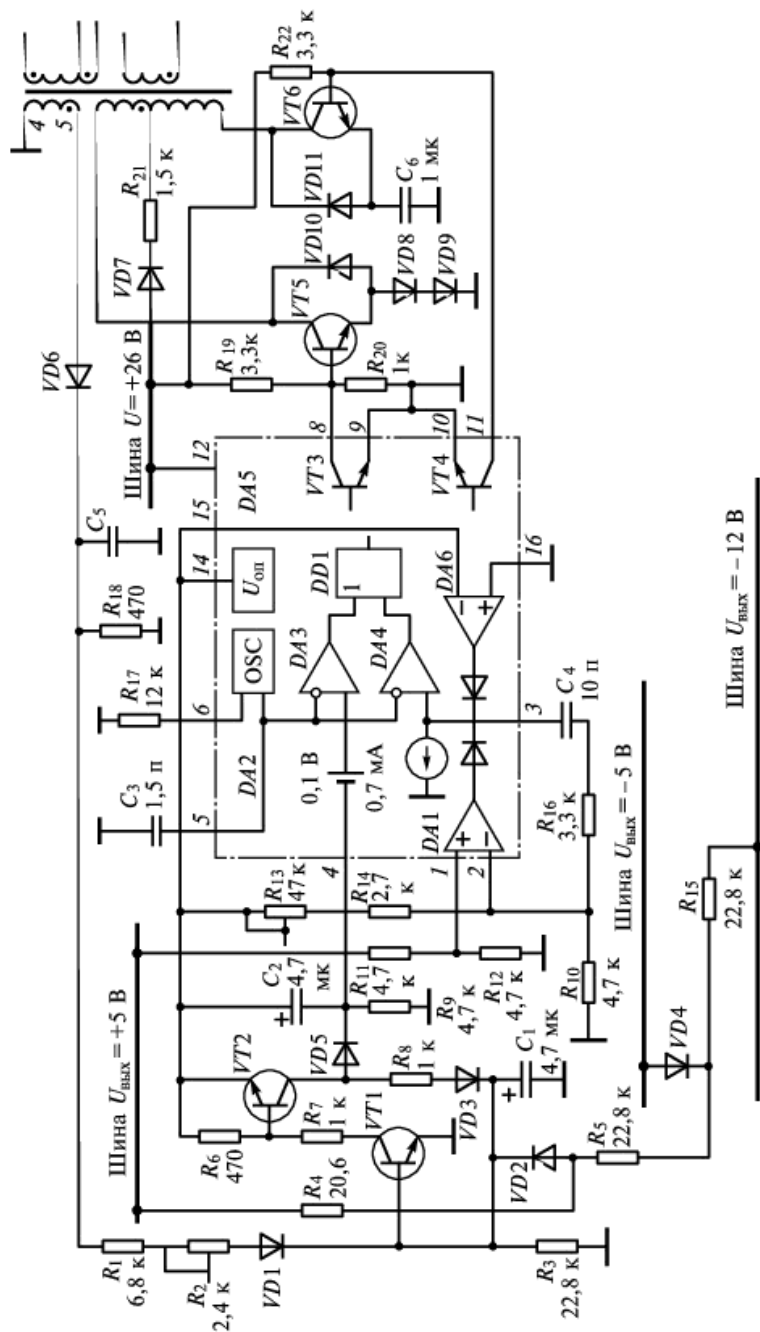 R1
6,8 к
R2
2,4 к
VD1
R3
22,8 к
Шина Uвых = +5 В
R4
20,6
R6
470
R7
1 к
VT1
VT2
VD2
R5
22,8 к
VD3
R8
1 к
C1
4,7 мк
VD5
C2
4,7
мк
R9
4,7 к
R11
4,7
к
R12
4,7 к
R13
47 к
R14
2,7
к
R10
4,7 к
R16
3,3 к
C4
10 п
Шина Uвых = − 5 В
VD4
R15
22,8 к
Шина Uвых = − 12 В
C3
1,5 п
R17
12 к
R18
470
C5
VD6
4
5
5
6
14
15
12
DA2
OSC
Uоп
DA5
4
0,1 В
0,7 мА
DA3
DA4
DD1
1
1
2
DA1
+
−
DA6
−
+
3
16
VT3
VT4
8
9
10
11
Шина U = +26 В
VD7
R21
1,5 к
R19
3,3к
R20
1к
VT5
VD10
VD8
VD9
VD11
C6
1 мк
VT6
R22
3,3 к